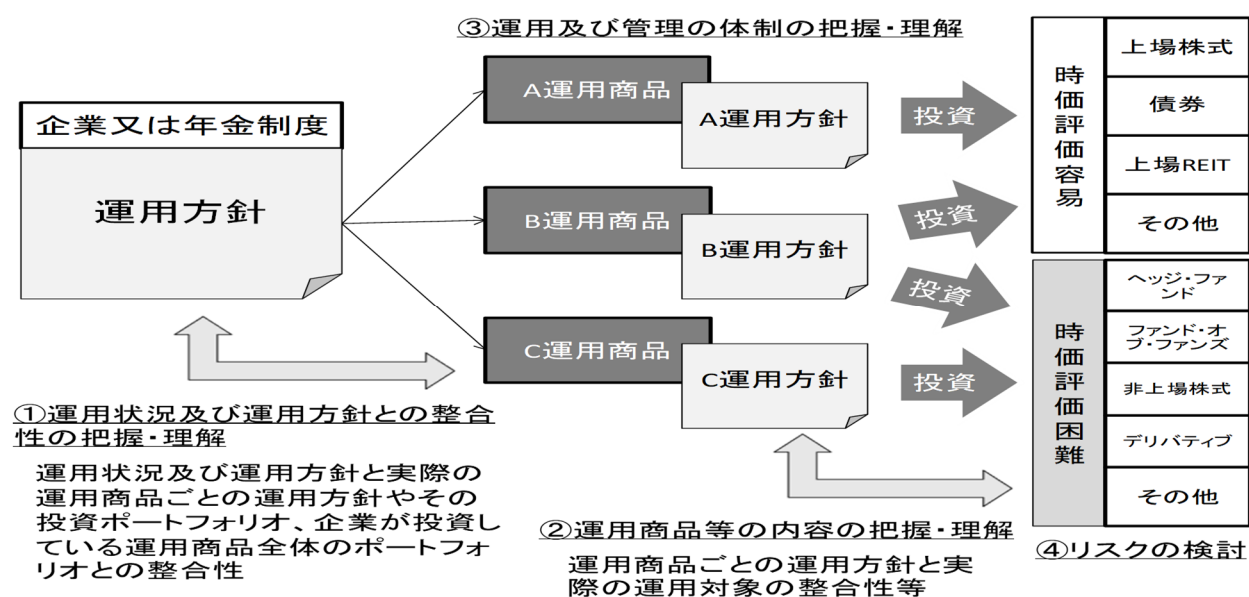 ③運用及び管理の体制の把握・理解
企業又は年金制度
運用方針
A運用商品
A運用方針
B運用商品
B運用方針
C運用商品
C運用方針
投資
投資
投資
投資
時価評価容易
上場株式
債券
上場REIT
その他
時価評価困難
ヘッジ・ファ
ンド
ファンド・オ
ブ・ファンズ
非上場株式
デリバティブ
その他
①運用状況及び運用方針との整合
性の把握・理解
運用状況及び運用方針と実際の
運用商品ごとの運用方針やその
投資ポートフォリオ、企業が投資し
ている運用商品全体のポートフォ
リオとの整合性
②運用商品等の内容の把握・理解
運用商品ごとの運用方針と実
際の運用対象の整合性等
④リスクの検討